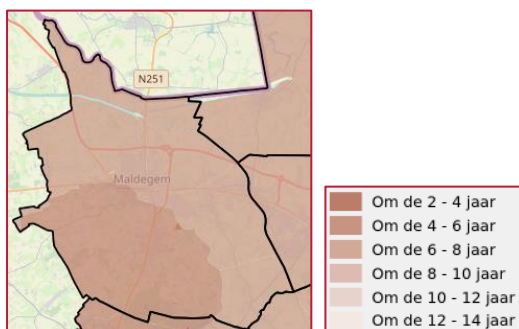 N251
Maldegem
Om de 2 - 4 jaar
Om de 4 - 6 jaar
Om de 6 - 8 jaar
Om de 8 - 10 jaar
Om de 10 - 12 jaar
Om de 12 - 14 jaar